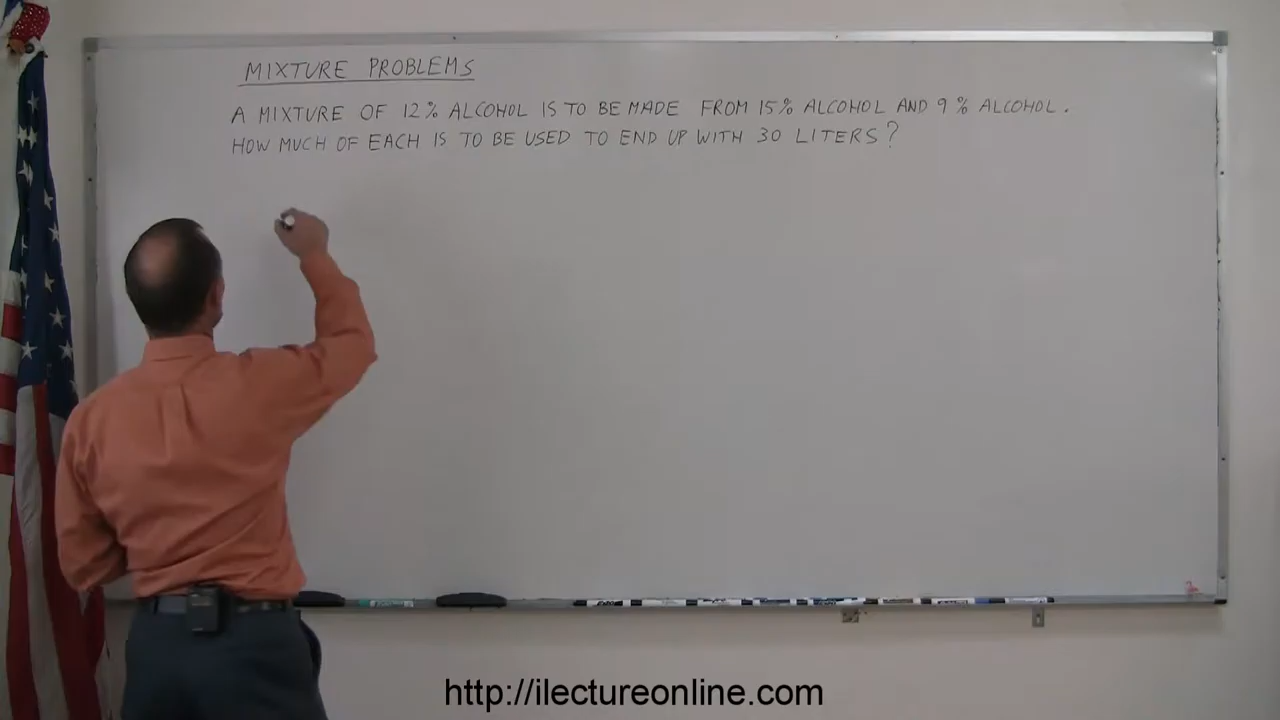 MIXTURE PROBLEMS
A MIXTURE OF 12% ALCOHOL IS TO BE MADE FROM 15% ALCOHOL AND 9% ALCOHOL.
HOW MUCH OF EACH IS TO BE USED TO END UP WITH 30 LITERS?
http://ilectureonline.com